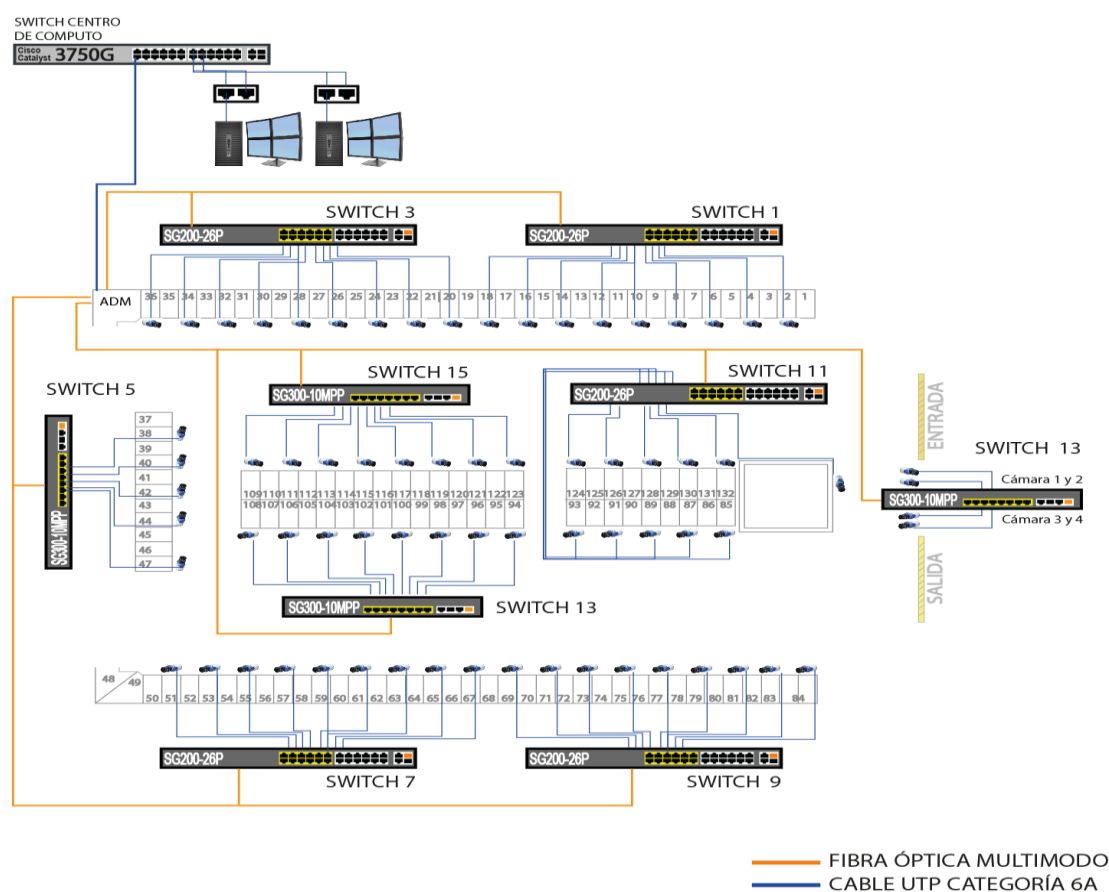 SWITCH CENTRO
DE COMPUTO
Cisco
Catalyst 3750G
SWITCH 3
SWITCH 1
SG200-26P
SG200-26P
ADM
36 35 34 33 32 31 30 29 28 27 26 25 24 23 22 21 20 19 18 17 16 15 14 13 12 11 10 9 8 7 6 5 4 3 2 1
SWITCH 5
SWITCH 15
SWITCH 11
SG300-10MPP
SG200-26P
ENTRADA
SWITCH 13
37
38
39
40
41
42
43
44
45
46
47
SG300-10MPP
Cámara 1 y 2
SG300-10MPP
Cámara 3 y 4
109 110 111 112 113 114 115 116 117 118 119 120 121 122 123
108 107 106 105 104 103 102 101 100 99 98 97 96 95 94
124 125 126 127 128 129 130 131 132
93 92 91 90 89 88 87 86 85
SALIDA
SG300-10MPP
SWITCH 13
48 49 50 51 52 53 54 55 56 57 58 59 60 61 62 63 64 65 66 67 68 69 70 71 72 73 74 75 76 77 78 79 80 81 82 83 84
SG200-26P
SG200-26P
SWITCH 7
SWITCH 9
FIBRA ÓPTICA MULTIMODO
CABLE UTP CATEGORÍA 6A